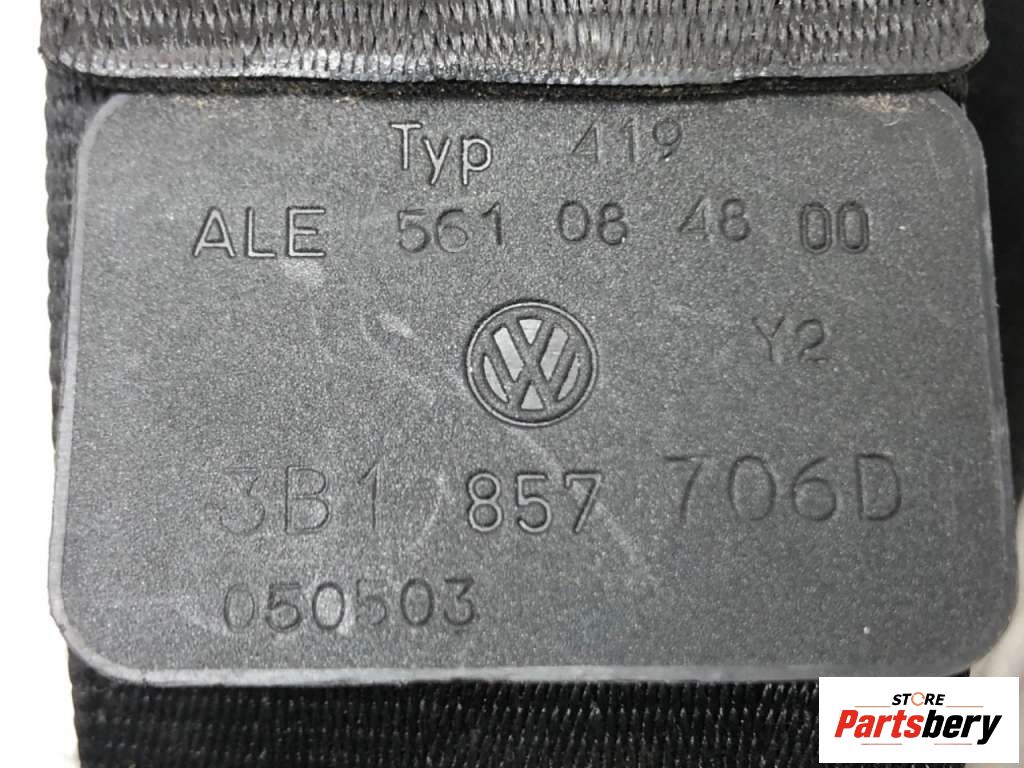 Typ 419
ALE 561 08 48 00
Y2
3B1 857 706D
050503
STORE
Partsbery